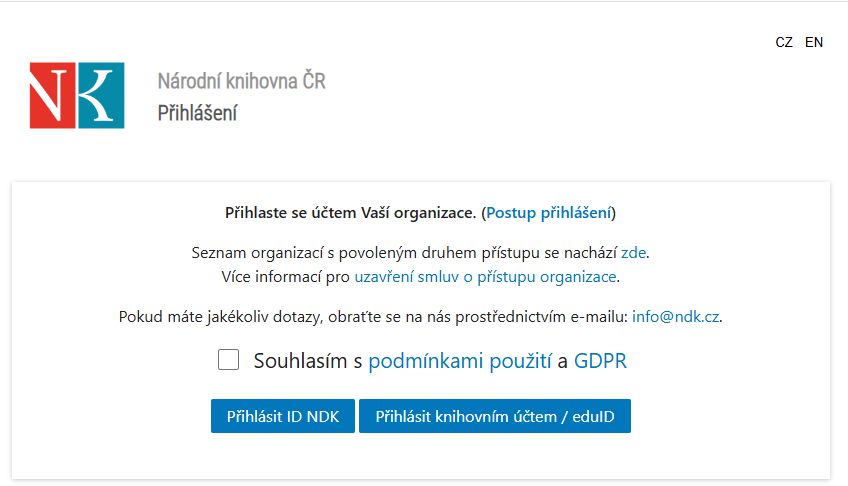 CZ EN
NK
Národní knihovna ČR
Přihlášení
Přihlaste se účtem Vaší organizace. (Postup přihlášení)
Seznam organizací s povoleným druhem přístupu se nachází zde.
Více informací pro uzavření smluv o přístupu organizace.
Pokud máte jakékoliv dotazy, obraťte se na nás prostřednictvím e-mailu: info@ndk.cz.
Souhlasím s podmínkami použití a GDPR
Přihlásit ID NDK Přihlásit knihovním účtem / eduID